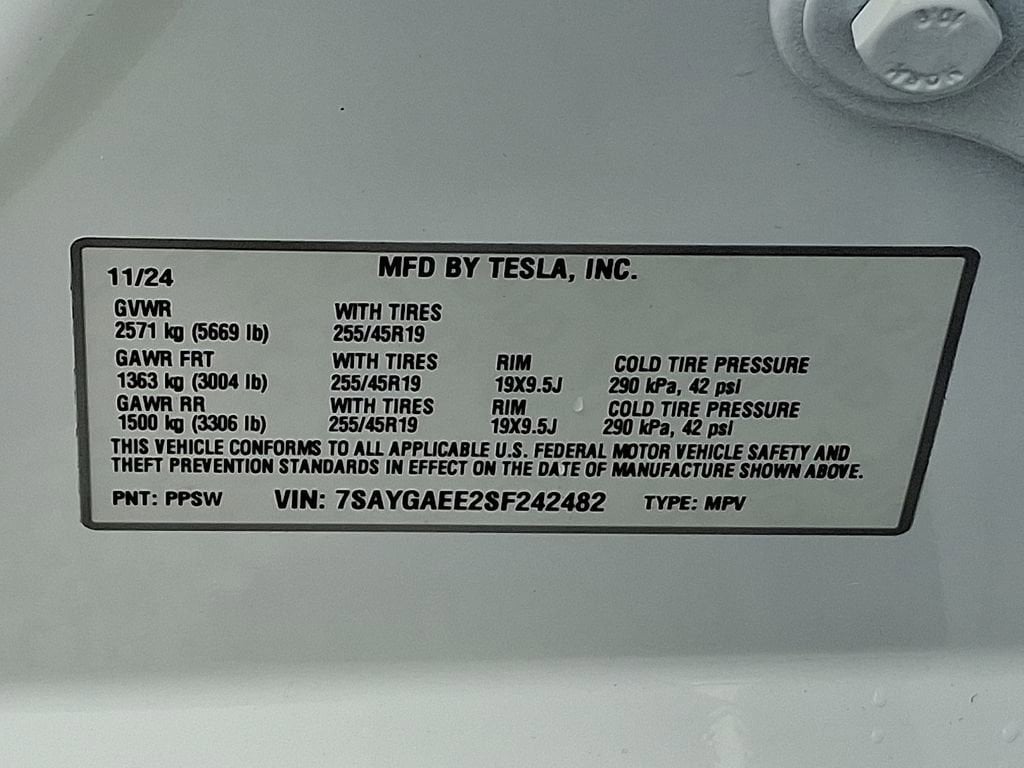 11/24 MFD BY TESLA, INC.
GVWR WITH TIRES
2571 kg (5669 lb) 255/45R19
GAWR FRT WITH TIRES RIM COLD TIRE PRESSURE
1363 kg (3004 lb) 255/45R19 19X9.5J 290 kPa, 42 psi
GAWR RR WITH TIRES RIM COLD TIRE PRESSURE
1500 kg (3306 lb) 255/45R19 19X9.5J 290 kPa, 42 psi
THIS VEHICLE CONFORMS TO ALL APPLICABLE U.S. FEDERAL MOTOR VEHICLE SAFETY AND
THEFT PREVENTION STANDARDS IN EFFECT ON THE DATE OF MANUFACTURE SHOWN ABOVE.
PNT: PPSW VIN: 7SAYGAEE2SF242482 TYPE: MPV